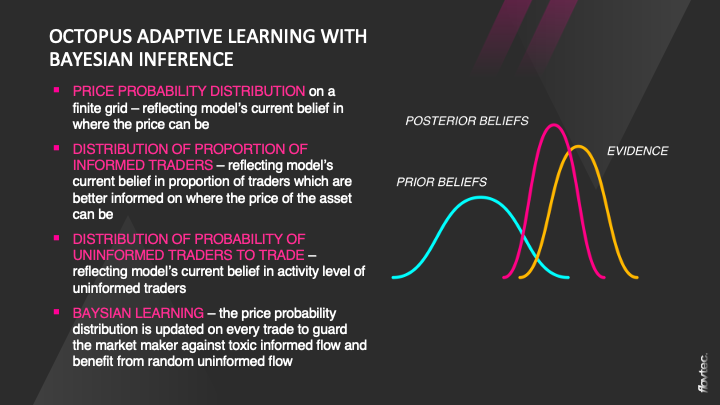 OCTOPUS ADAPTIVE LEARNING WITH
BAYESIAN INFERENCE
▪ PRICE PROBABILITY DISTRIBUTION on a
finite grid – reflecting model's current belief in
where the price can be
▪ DISTRIBUTION OF PROPORTION OF
INFORMED TRADERS – reflecting model's
current belief in proportion of traders which are
better informed on where the price of the asset
can be
▪ DISTRIBUTION OF PROBABILITY OF
UNINFORMED TRADERS TO TRADE –
reflecting model's current belief in activity level of
uninformed traders
▪ BAYSIAN LEARNING – the price probability
distribution is updated on every trade to guard
the market maker against toxic informed flow and
benefit from random uninformed flow
POSTERIOR BELIEFS
EVIDENCE
PRIOR BELIEFS